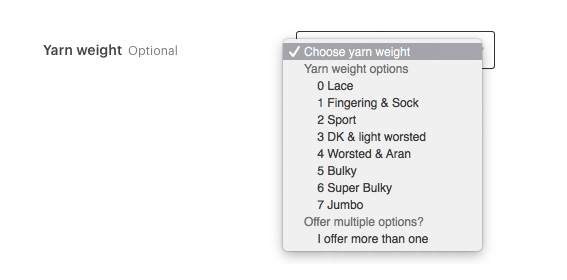 Yarn weight Optional
✓ Choose yarn weight
Yarn weight options
0 Lace
1 Fingering & Sock
2 Sport
3 DK & light worsted
4 Worsted & Aran
5 Bulky
6 Super Bulky
7 Jumbo
Offer multiple options?
I offer more than one